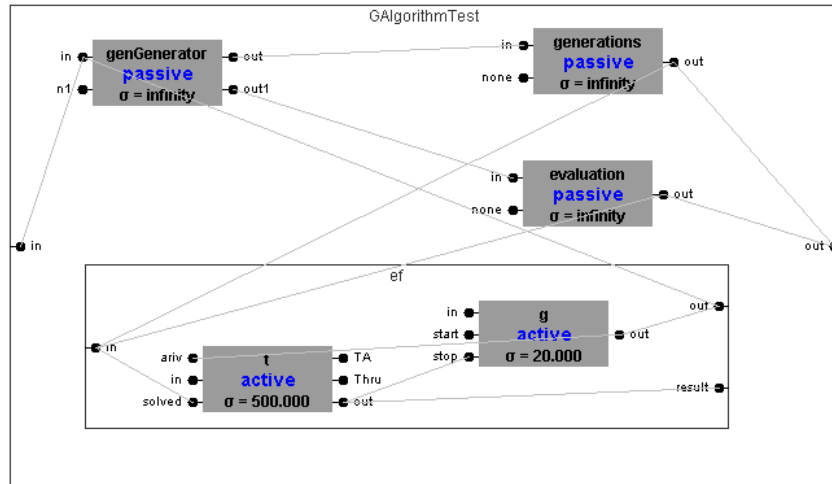 GAlgorithmTest
in genGenerator out
passive
n1 σ = infinity out1
in generations out
passive
none σ = infinity
in evaluation out
passive
none σ = infinity
in
out
ef
in g out
start active out
stop σ = 20.000
in
ariv t TA
in active Thru
solved σ = 500.000 out
result